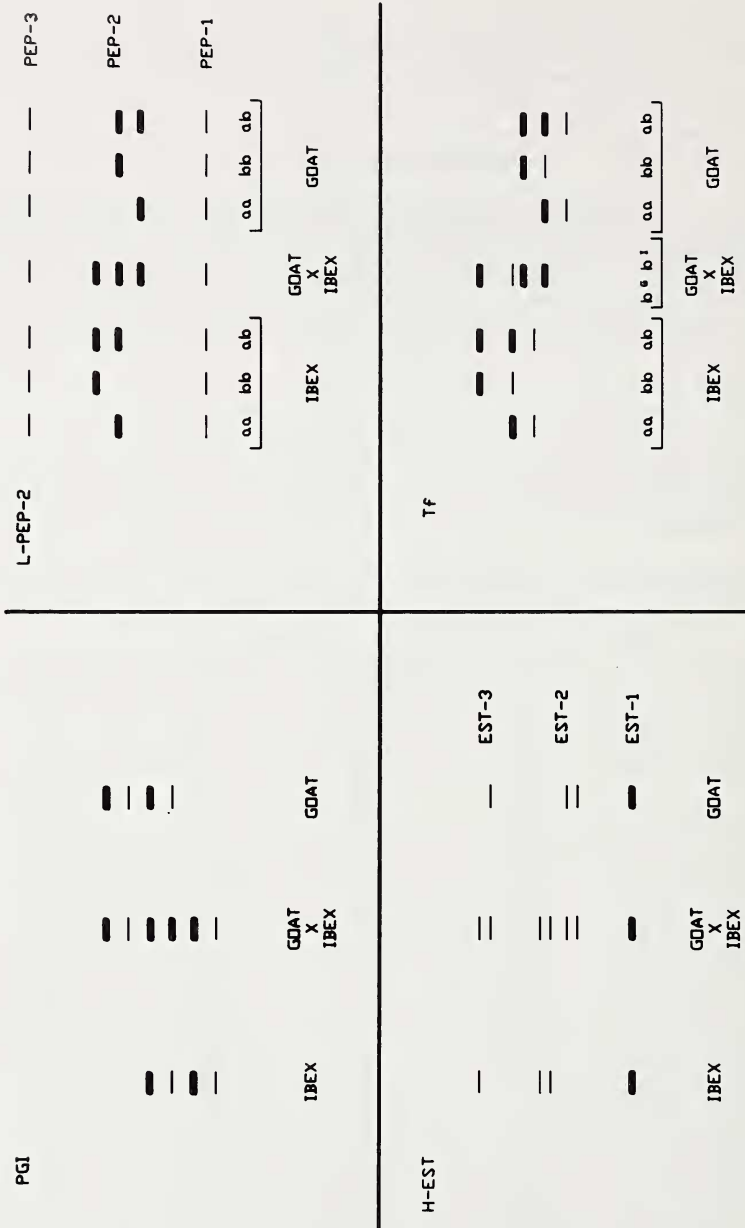 PGI
IBEX
GOAT
X
IBEX
GOAT
L-PEP-2
PEP-3
PEP-2
PEP-1
aa bb ab
aa bb ab
IBEX
GOAT
X
IBEX
GOAT
H-EST
EST-3
EST-2
EST-1
IBEX
GOAT
X
IBEX
GOAT
Tf
aa bb ab
bᴳ bᴵ
aa bb ab
IBEX
GOAT
X
IBEX
GOAT